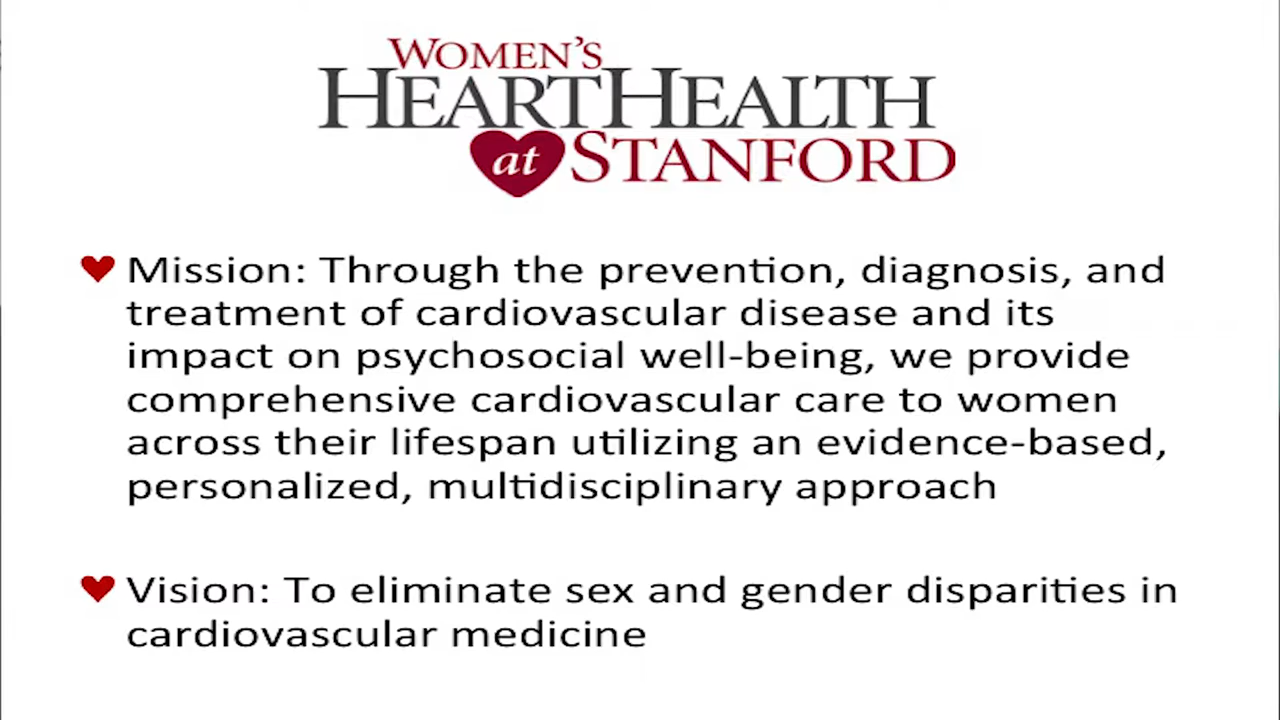 WOMEN'S
HEARTHEALTH
at STANFORD
Mission: Through the prevention, diagnosis, and
treatment of cardiovascular disease and its
impact on psychosocial well-being, we provide
comprehensive cardiovascular care to women
across their lifespan utilizing an evidence-based,
personalized, multidisciplinary approach
Vision: To eliminate sex and gender disparities in
cardiovascular medicine